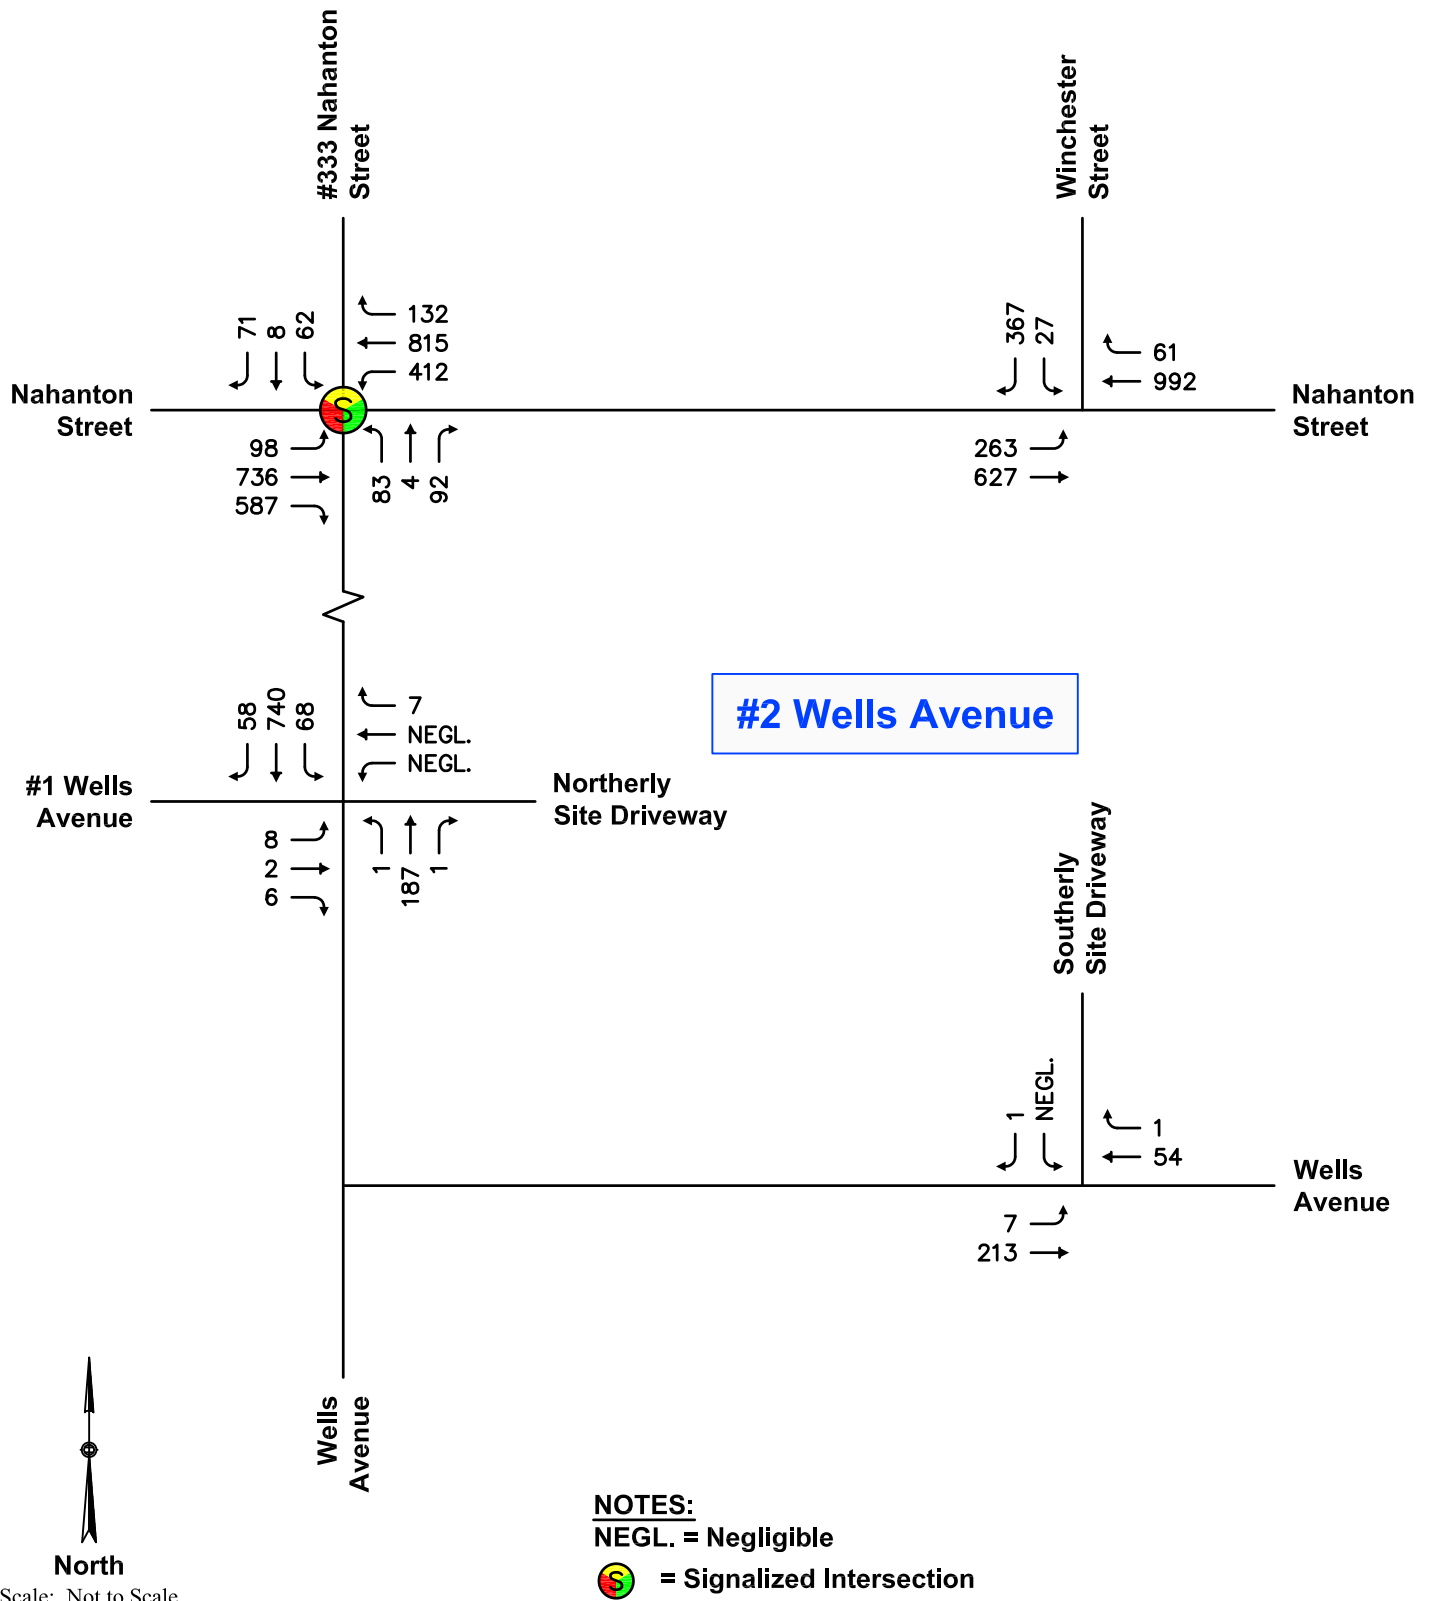 #333 Nahanton
Street
Winchester
Street
71
8
62
132
815
412
367
27
61
992
Nahanton
Street
Nahanton
Street
98
736
587
83
4
92
263
627
58
740
68
7
NEGL.
NEGL.
#2 Wells Avenue
#1 Wells
Avenue
Northerly
Site Driveway
8
2
6
1
187
1
Southerly
Site Driveway
1
NEGL.
1
54
Wells
Avenue
7
213
Wells
Avenue
North
Scale: Not to Scale
NOTES:
NEGL. = Negligible
S = Signalized Intersection